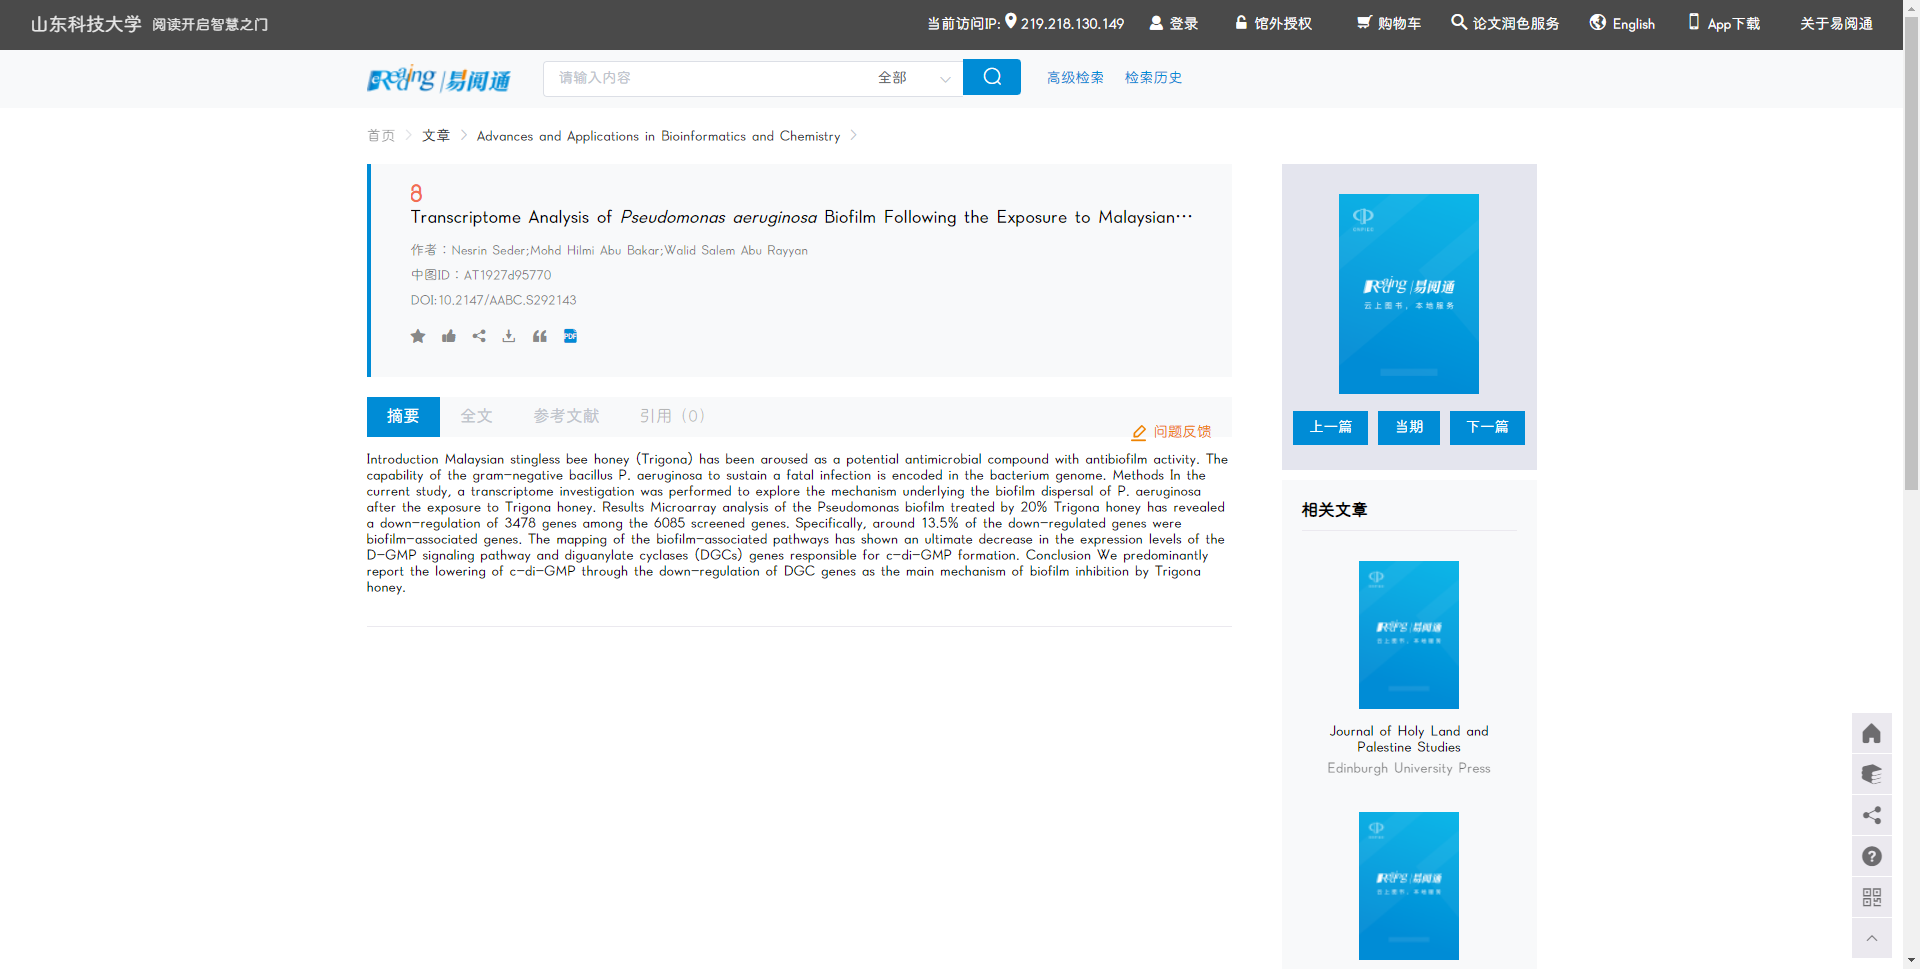 山东科技大学 阅读开启智慧之门
当前访问IP: 219.218.130.149 登录 馆外授权 购物车 论文润色服务 English App下载 关于易阅通
Reading 易阅通 请输入内容 全部 高级检索 检索历史
首页 文章 Advances and Applications in Bioinformatics and Chemistry
Transcriptome Analysis of Pseudomonas aeruginosa Biofilm Following the Exposure to Malaysian…
作者：Nesrin Seder;Mohd Hilmi Abu Bakar;Walid Salem Abu Rayyan
中图ID：AT1927d95770
DOI:10.2147/AABC.S292143
PDF
摘要 全文 参考文献 引用（0）
问题反馈
Introduction Malaysian stingless bee honey (Trigona) has been aroused as a potential antimicrobial compound with antibiofilm activity. The
capability of the gram-negative bacillus P. aeruginosa to sustain a fatal infection is encoded in the bacterium genome. Methods In the
current study, a transcriptome investigation was performed to explore the mechanism underlying the biofilm dispersal of P. aeruginosa
after the exposure to Trigona honey. Results Microarray analysis of the Pseudomonas biofilm treated by 20% Trigona honey has revealed
a down-regulation of 3478 genes among the 6085 screened genes. Specifically, around 13.5% of the down-regulated genes were
biofilm-associated genes. The mapping of the biofilm-associated pathways has shown an ultimate decrease in the expression levels of the
D-GMP signaling pathway and diguanylate cyclases (DGCs) genes responsible for c-di-GMP formation. Conclusion We predominantly
report the lowering of c-di-GMP through the down-regulation of DGC genes as the main mechanism of biofilm inhibition by Trigona
honey.
Reading 易阅通
云上图书，本地服务
上一篇 当期 下一篇
相关文章
Reading 易阅通
云上图书，本地服务
Journal of Holy Land and
Palestine Studies
Edinburgh University Press
Reading 易阅通
云上图书，本地服务